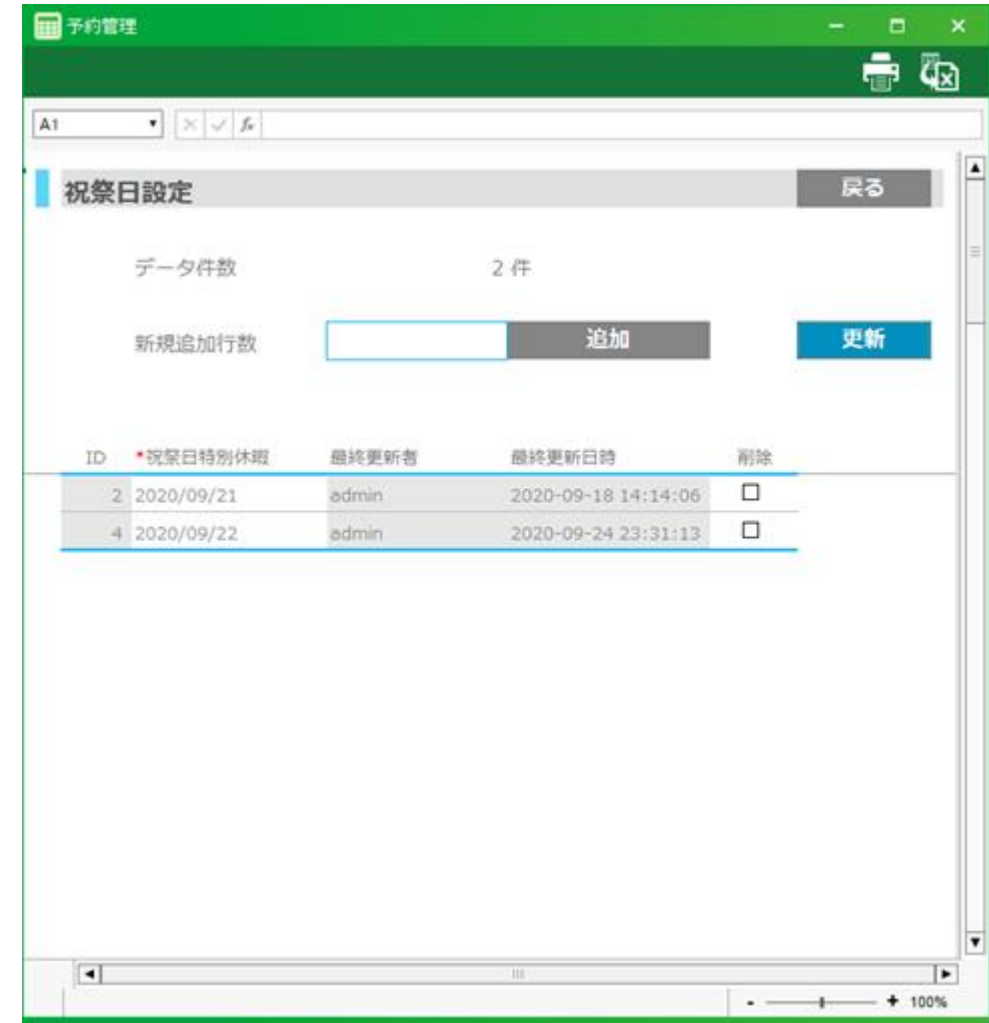 予約管理
A1
fx
祝祭日設定 戻る
データ件数 2 件
新規追加行数 追加 更新
ID *祝祭日特別休暇 最終更新者 最終更新日時 削除
2 2020/09/21 admin 2020-09-18 14:14:06
4 2020/09/22 admin 2020-09-24 23:31:13
- + 100%